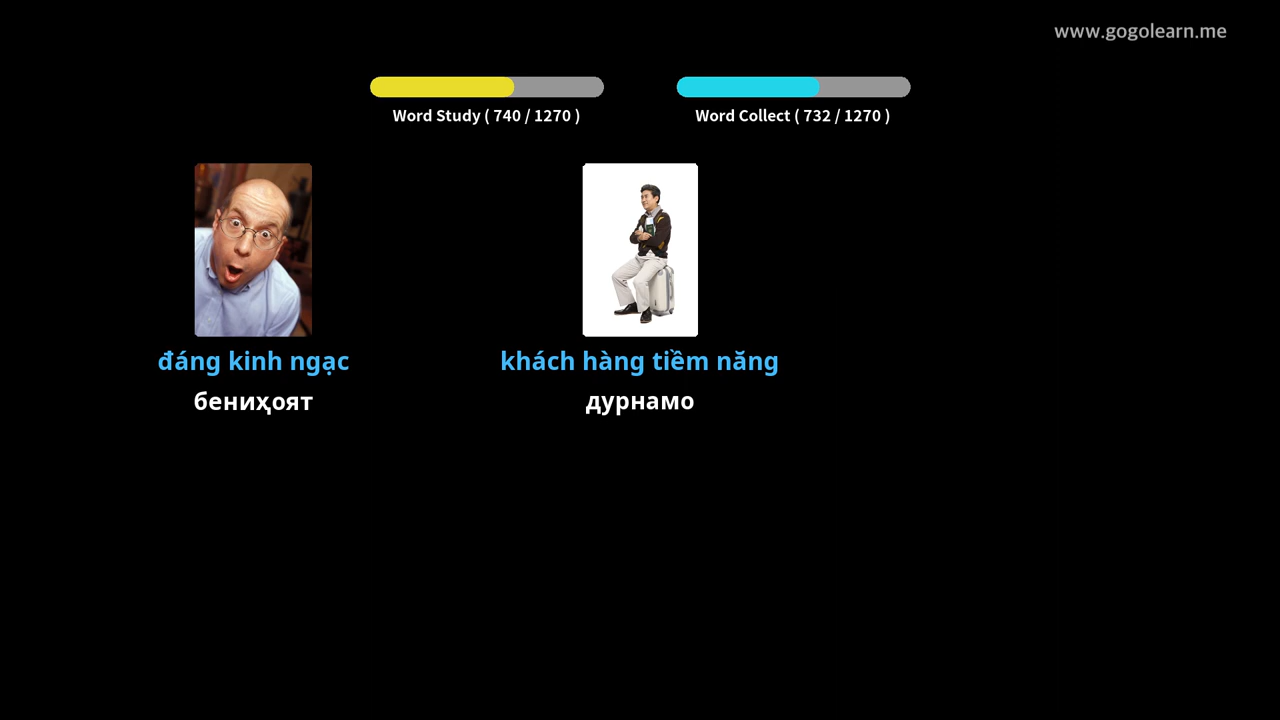 www.gogolearn.me
Word Study ( 740 / 1270 )
Word Collect ( 732 / 1270 )
đáng kinh ngạc
khách hàng tiềm năng
бениҳоят
дурнамо